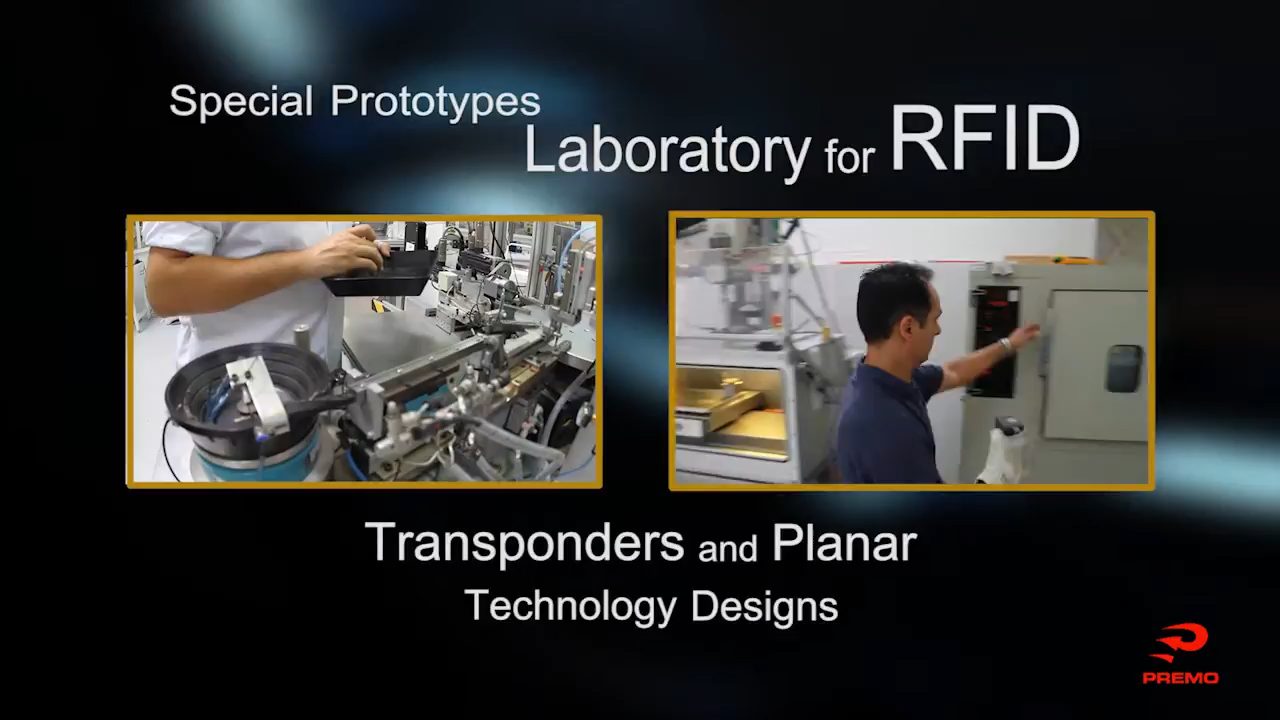 Special Prototypes
Laboratory for RFID
Transponders and Planar
Technology Designs
PREMO